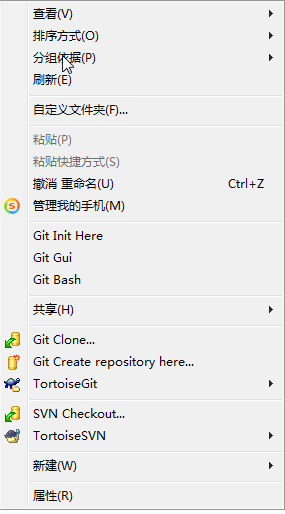 查看(V)
排序方式(O)
分组依据(P)
刷新(E)
自定义文件夹(F)...
粘贴(P)
粘贴快捷方式(S)
撤消 重命名(U) Ctrl+Z
管理我的手机(M)
Git Init Here
Git Gui
Git Bash
共享(H)
Git Clone...
Git Create repository here...
TortoiseGit
SVN Checkout...
TortoiseSVN
新建(W)
属性(R)